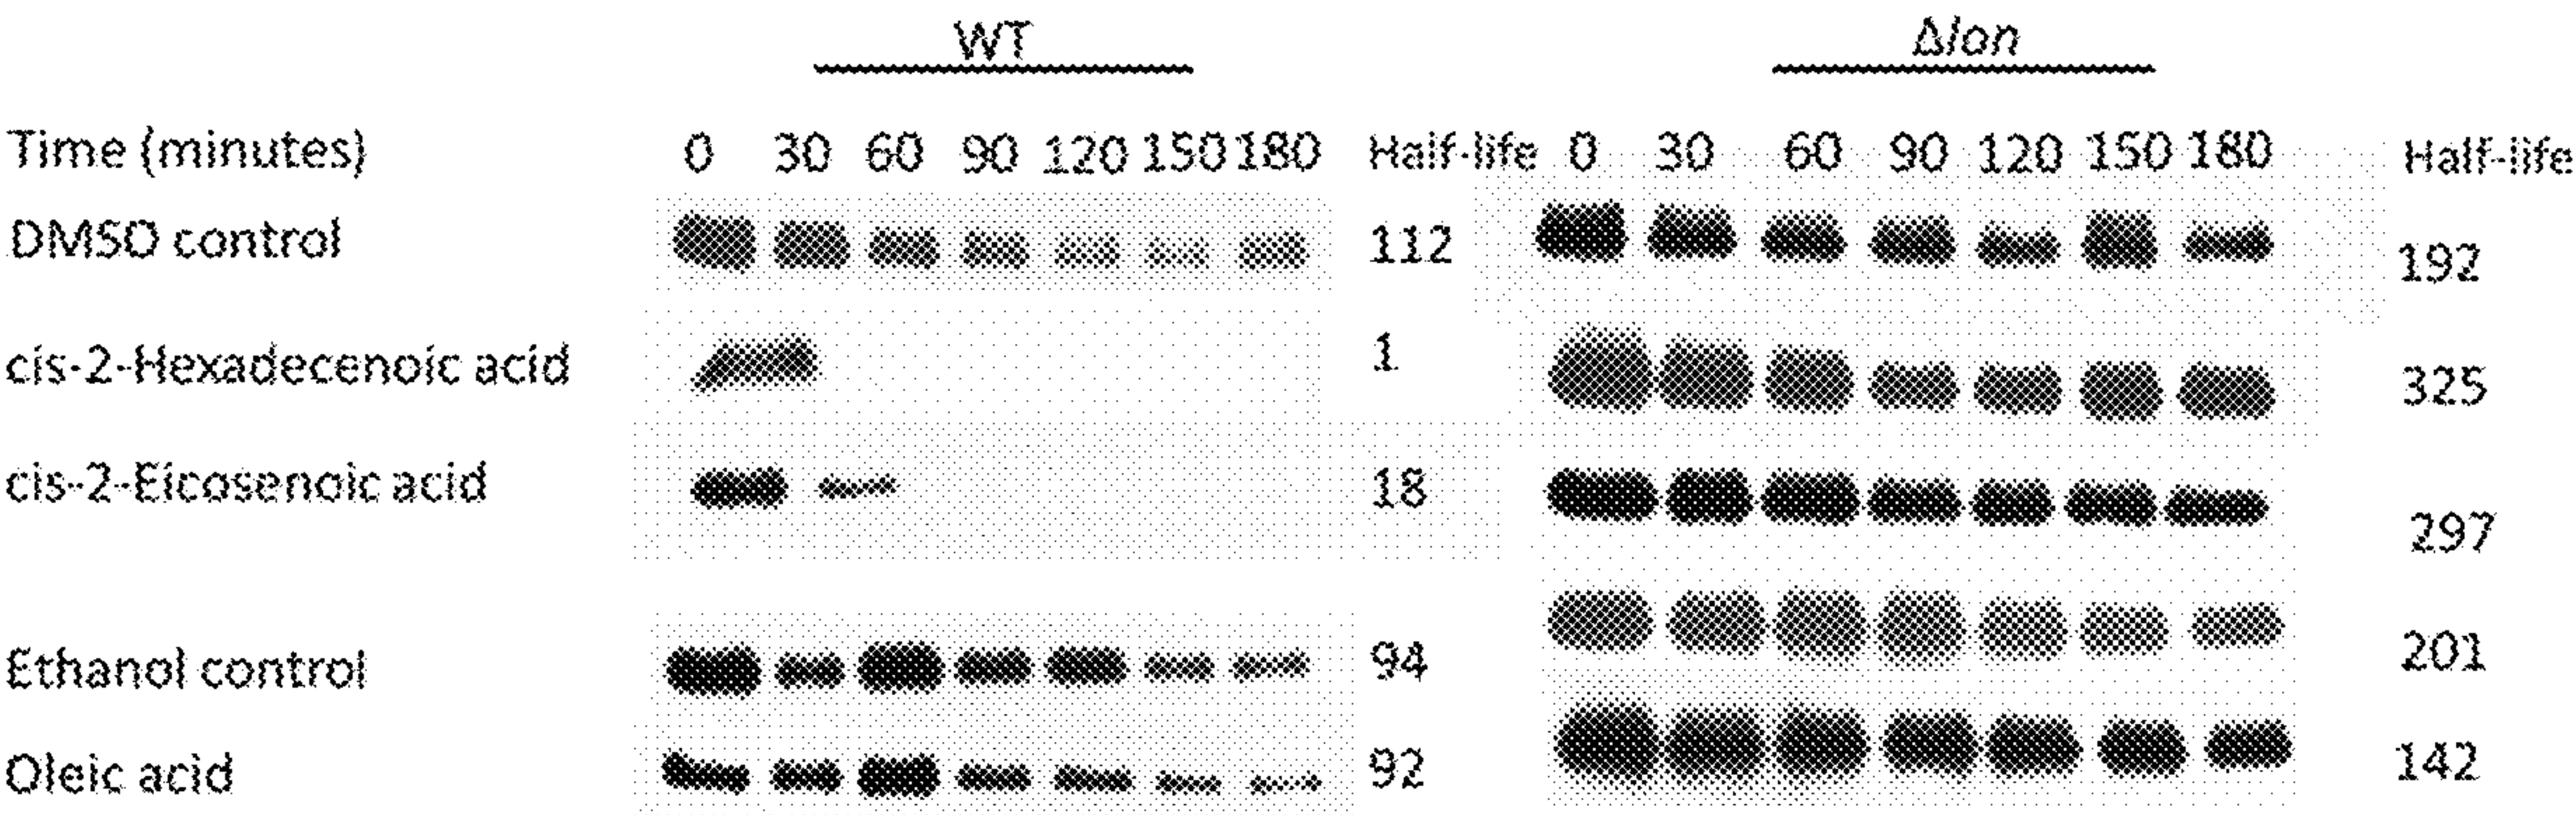 WT Δlon
Time (minutes) 0 30 60 90 120 150 180 Half-life 0 30 60 90 120 150 180 Half-life
DMSO control 112 192
cis-2-Hexadecenoic acid 1 325
cis-2-Eicosenoic acid 18 297
Ethanol control 94 201
Oleic acid 92 142